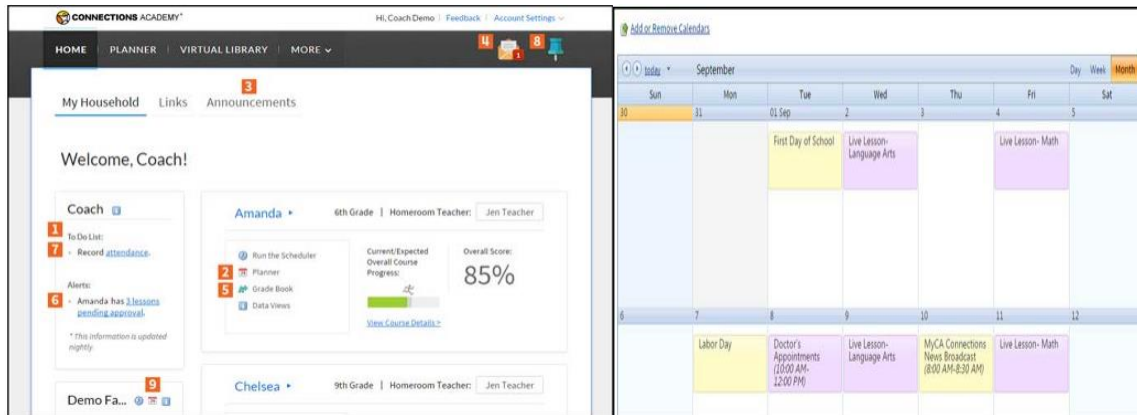 CONNECTIONS ACADEMY
Hi, Coach Demo | Feedback | Account Settings
HOME | PLANNER | VIRTUAL LIBRARY | MORE
4
1
8
3
My Household Links Announcements
Welcome, Coach!
Coach
1
To Do List:
7 Record attendance.
Alerts:
6 Amanda has 3 lessons
pending approval.
* This information is updated
nightly
9
Demo Fa...
Amanda 6th Grade | Homeroom Teacher: Jen Teacher
Run the Scheduler
2 Planner
5 Grade Book
Data Views
Current/Expected
Overall Course
Progress:
View Course Details >
Overall Score:
85%
Chelsea 9th Grade | Homeroom Teacher: Jen Teacher
Add or Remove Calendars
today September Day Week Month
Sun Mon Tue Wed Thu Fri Sat
30 31 01 Sep 2 3 4 5
First Day of School
Live Lesson-
Language Arts
Live Lesson- Math
6 7 8 9 10 11 12
Labor Day
Doctor's
Appointments
(10:00 AM-
12:00 PM)
Live Lesson-
Language Arts
MyCA Connections
News Broadcast
(8:00 AM-8:30 AM)
Live Lesson- Math